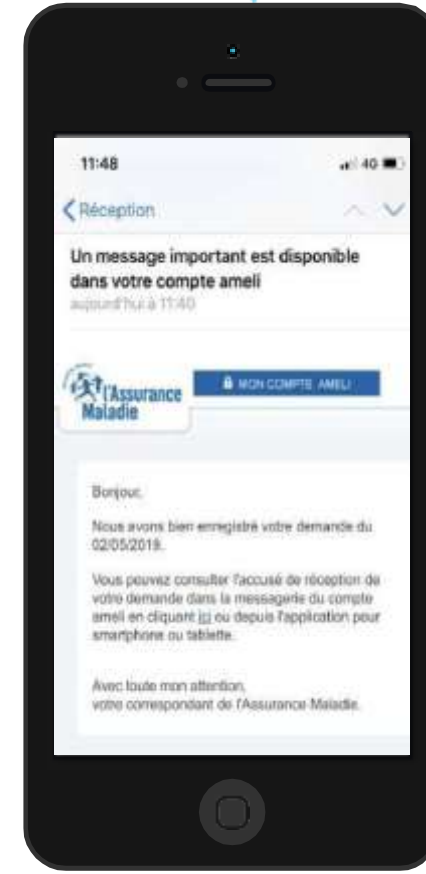 11:48
4G
Réception
Un message important est disponible
dans votre compte ameli
aujourd'hui à 11:40
l'Assurance
Maladie
MON COMPTE AMELI
Bonjour,
Nous avons bien enregistré votre demande du
02/05/2019.
Vous pouvez consulter l'accusé de réception de
votre demande dans la messagerie du compte
ameli en cliquant ici ou depuis l'application pour
smartphone ou tablette.
Avec toute mon attention,
votre correspondant de l'Assurance Maladie.